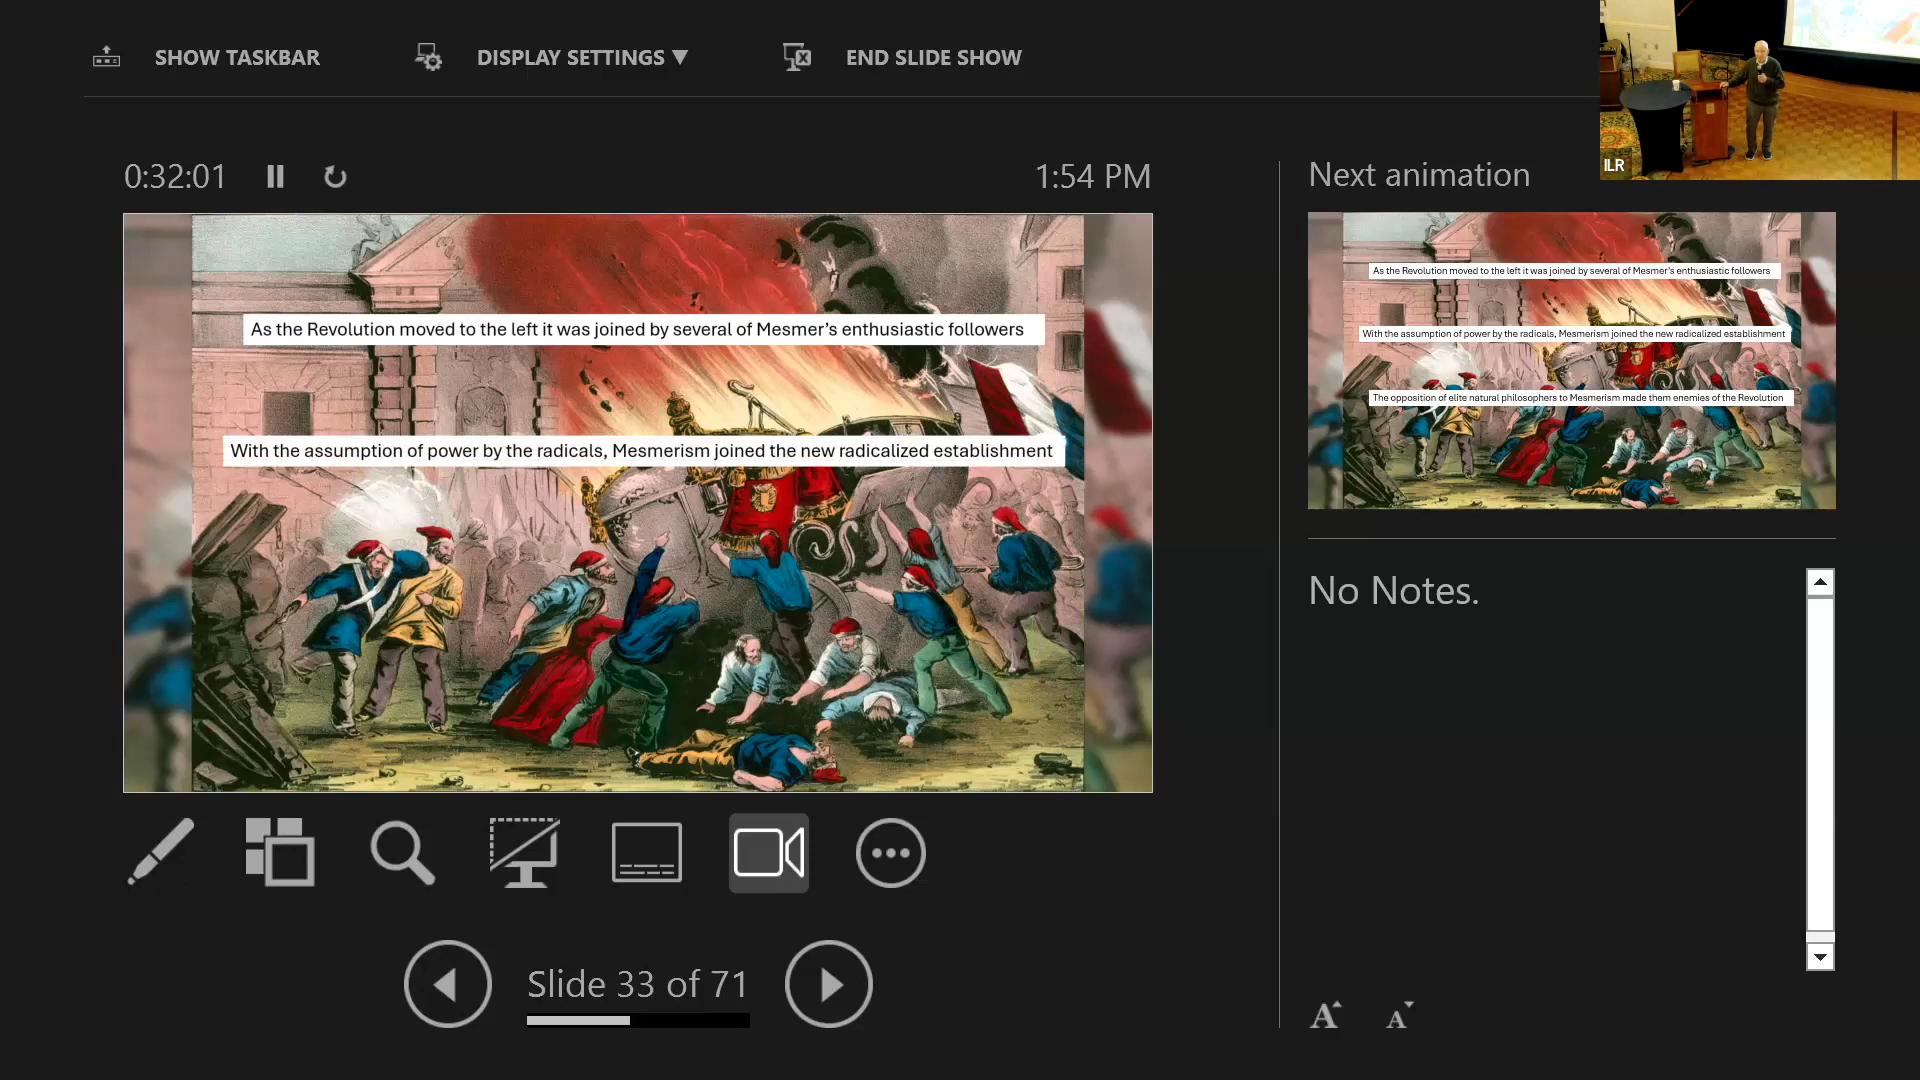 SHOW TASKBAR
DISPLAY SETTINGS ▼
END SLIDE SHOW
ILR
0:32:01
1:54 PM
Next animation
As the Revolution moved to the left it was joined by several of Mesmer's enthusiastic followers
With the assumption of power by the radicals, Mesmerism joined the new radicalized establishment
As the Revolution moved to the left it was joined by several of Mesmer's enthusiastic followers
With the assumption of power by the radicals, Mesmerism joined the new radicalized establishment
The opposition of elite natural philosophers to Mesmerism made them enemies of the Revolution
No Notes.
Slide 33 of 71
A A